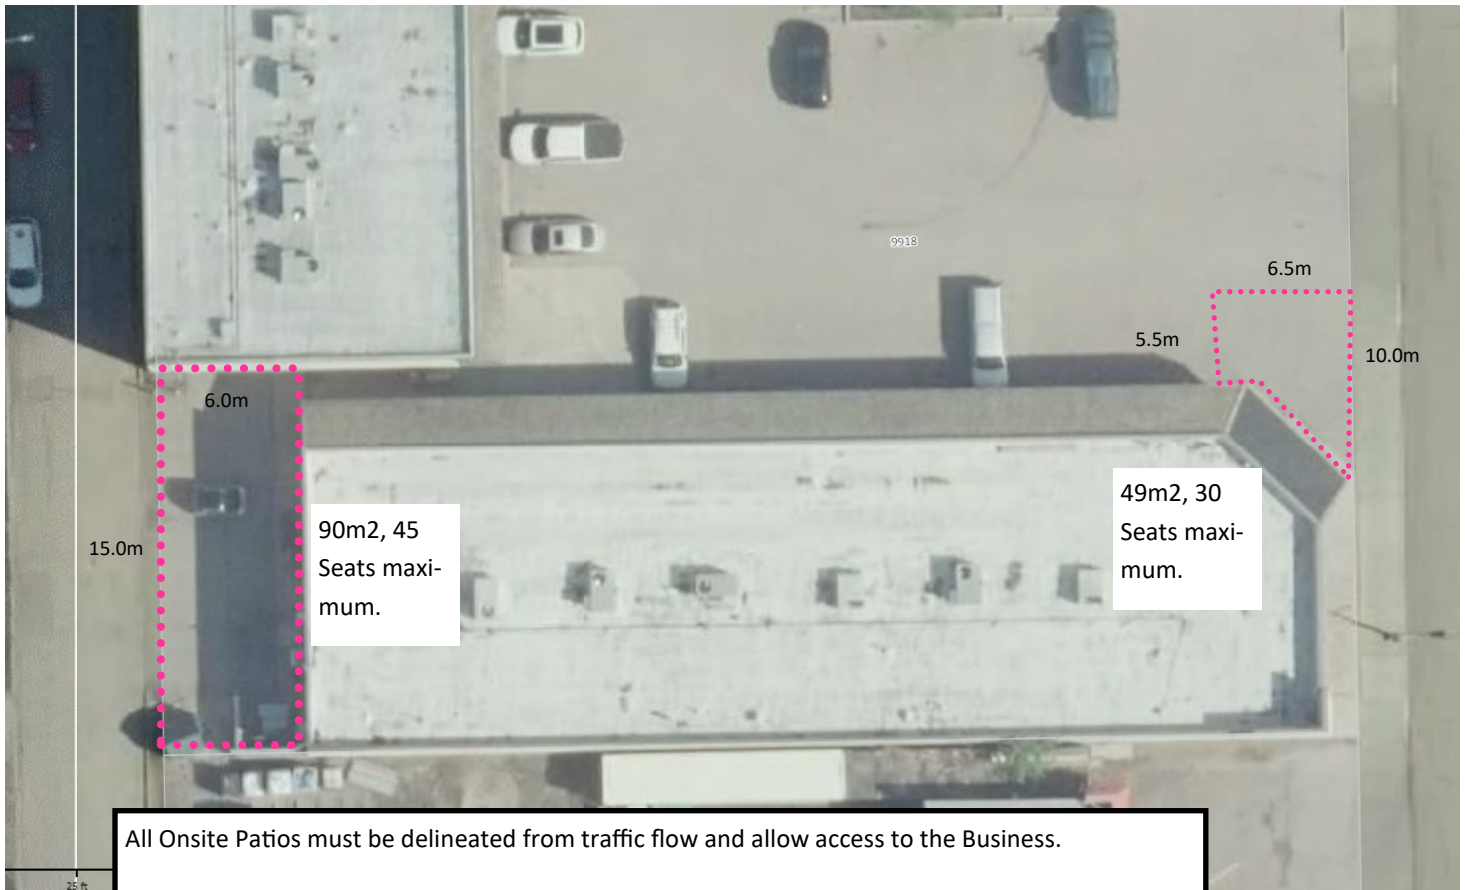 9918
6.5m
5.5m
10.0m
6.0m
49m2, 30
Seats maxi-
mum.
90m2, 45
Seats maxi-
mum.
15.0m
All Onsite Patios must be delineated from traffic flow and allow access to the Business.
25 ft